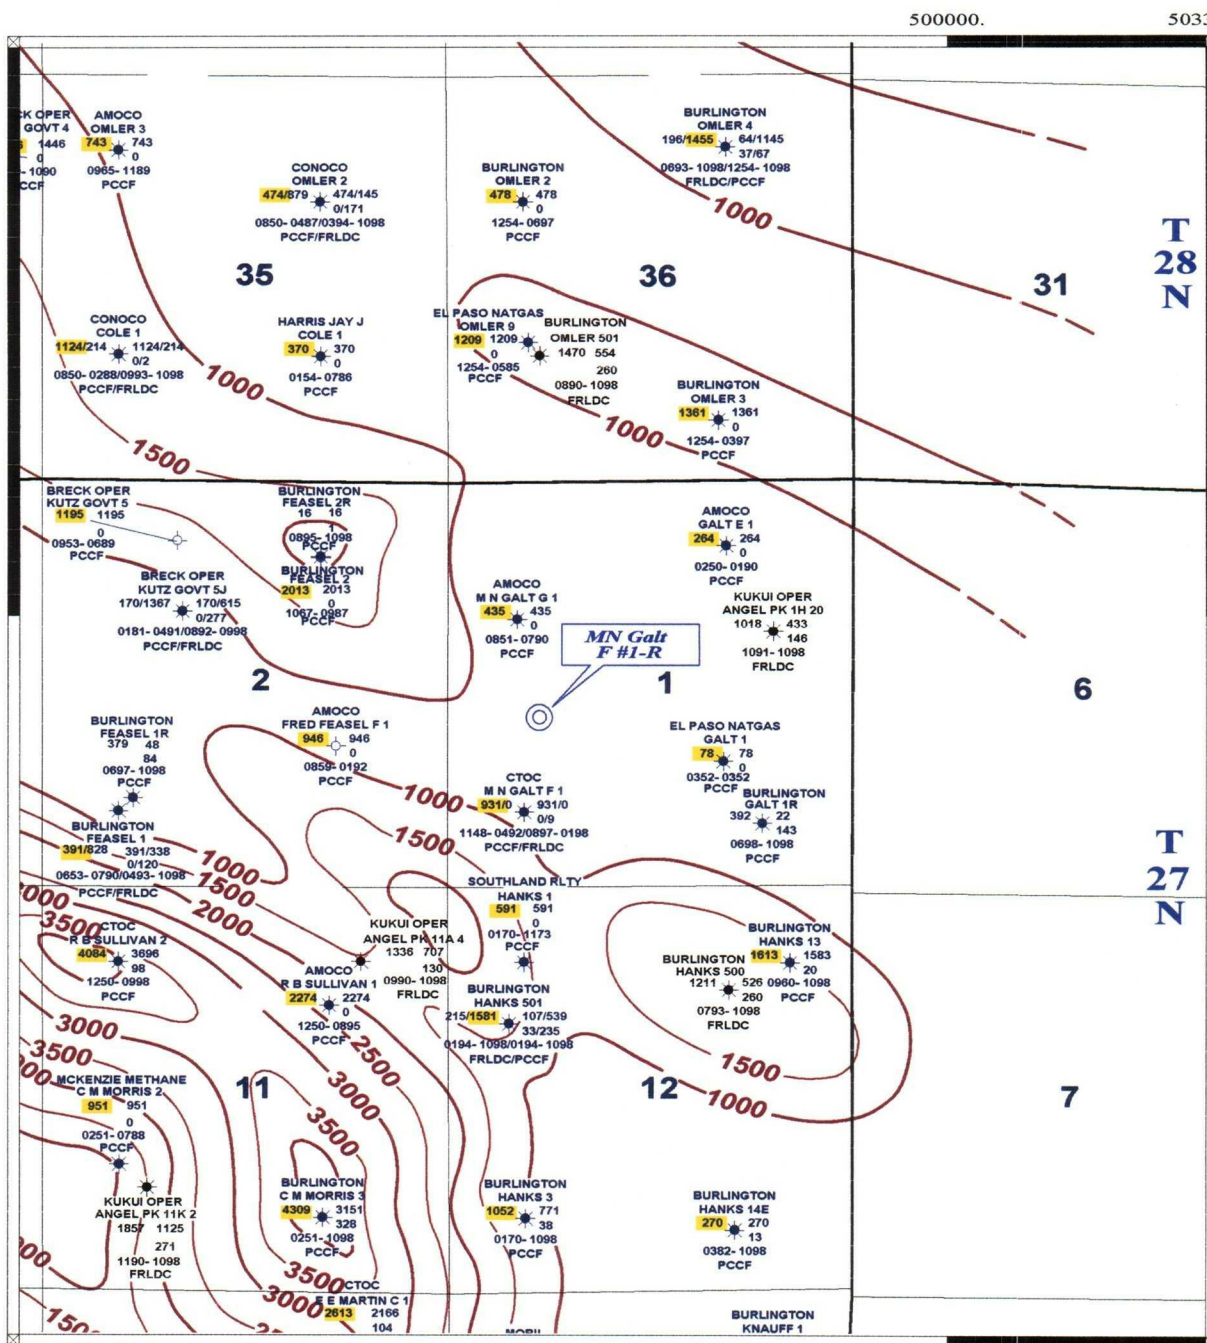 500000.
5033
CK OPER
GOVT 4
1446
0
- 1090
CCF
AMOCO
OMLER 3
743 743
0
0965- 1189
PCCF
CONOCO
OMLER 2
474/879 474/145
0/171
0850- 0487/0394- 1098
PCCF/FRLDC
BURLINGTON
OMLER 2
478 478
0
1254- 0697
PCCF
BURLINGTON
OMLER 4
196/1455 64/1145
37/67
0693- 1098/1254- 1098
FRLDC/PCCF
1000
T
28
N
35
36
31
CONOCO
COLE 1
1124/214 1124/214
0/2
0850- 0288/0993- 1098
PCCF/FRLDC
HARRIS JAY J
COLE 1
370 370
0
0154- 0786
PCCF
EL PASO NATGAS
OMLER 9
1209 1209
0
1254- 0585
PCCF
BURLINGTON
OMLER 501
1470 554
260
0890- 1098
FRLDC
BURLINGTON
OMLER 3
1361 1361
0
1254- 0397
PCCF
1000
1000
1500
BRECK OPER
KUTZ GOVT 5
1195 1195
0
0953- 0689
PCCF
BURLINGTON
FEASEL 2R
16 16
1
0895- 1098
PCCF
BURLINGTON
FEASEL 2
2013 2013
0
1067- 0987
PCCF
BRECK OPER
KUTZ GOVT 5J
170/1367 170/615
0/277
0181- 0491/0892- 0998
PCCF/FRLDC
AMOCO
M N GALT G 1
435 435
0
0851- 0790
PCCF
AMOCO
GALT E 1
264 264
0
0250- 0190
PCCF
KUKUI OPER
ANGEL PK 1H 20
1018 433
146
1091- 1098
FRLDC
MN Galt
F #1-R
2
1
6
BURLINGTON
FEASEL 1R
379 48
84
0697- 1098
PCCF
AMOCO
FRED FEASEL F 1
946 946
0
0859- 0192
PCCF
EL PASO NATGAS
GALT 1
78 78
0
0352- 0352
PCCF
CTOC
M N GALT F 1
931/0 931/0
0/9
1148- 0492/0897- 0198
PCCF/FRLDC
BURLINGTON
GALT 1R
392 22
143
0698- 1098
PCCF
1000
1500
BURLINGTON
FEASEL 1
391/828 391/338
0/120
0653- 0790/0493- 1098
PCCF/FRLDC
1000
1500
2000
T
27
N
SOUTHLAND RLTY
HANKS 1
591 591
0
0170- 1173
PCCF
3500
CTOC
R B SULLIVAN 2
4084 3696
98
1250- 0998
PCCF
KUKUI OPER
ANGEL PK 11A 4
1336 707
130
0990- 1098
FRLDC
AMOCO
R B SULLIVAN 1
2274 2274
0
1250- 0895
PCCF
BURLINGTON
HANKS 501
215/1581 107/539
33/235
0194- 1098/0194- 1098
FRLDC/PCCF
BURLINGTON
HANKS 13
1613 1583
20
0960- 1098
PCCF
BURLINGTON
HANKS 500
1211 526
260
0793- 1098
FRLDC
3000
3500
2500
3000
3500
1500
1000
11
12
7
MCKENZIE METHANE
C M MORRIS 2
951 951
0
0251- 0788
PCCF
KUKUI OPER
ANGEL PK 11K 2
1857 1125
271
1190- 1098
FRLDC
BURLINGTON
C M MORRIS 3
4309 3151
328
0251- 1098
PCCF
BURLINGTON
HANKS 3
1052 771
38
0170- 1098
PCCF
BURLINGTON
HANKS 14E
270 270
13
0382- 1098
PCCF
3500
3000
CTOC
E E MARTIN C 1
2613 2166
104
BURLINGTON
KNAUFF 1